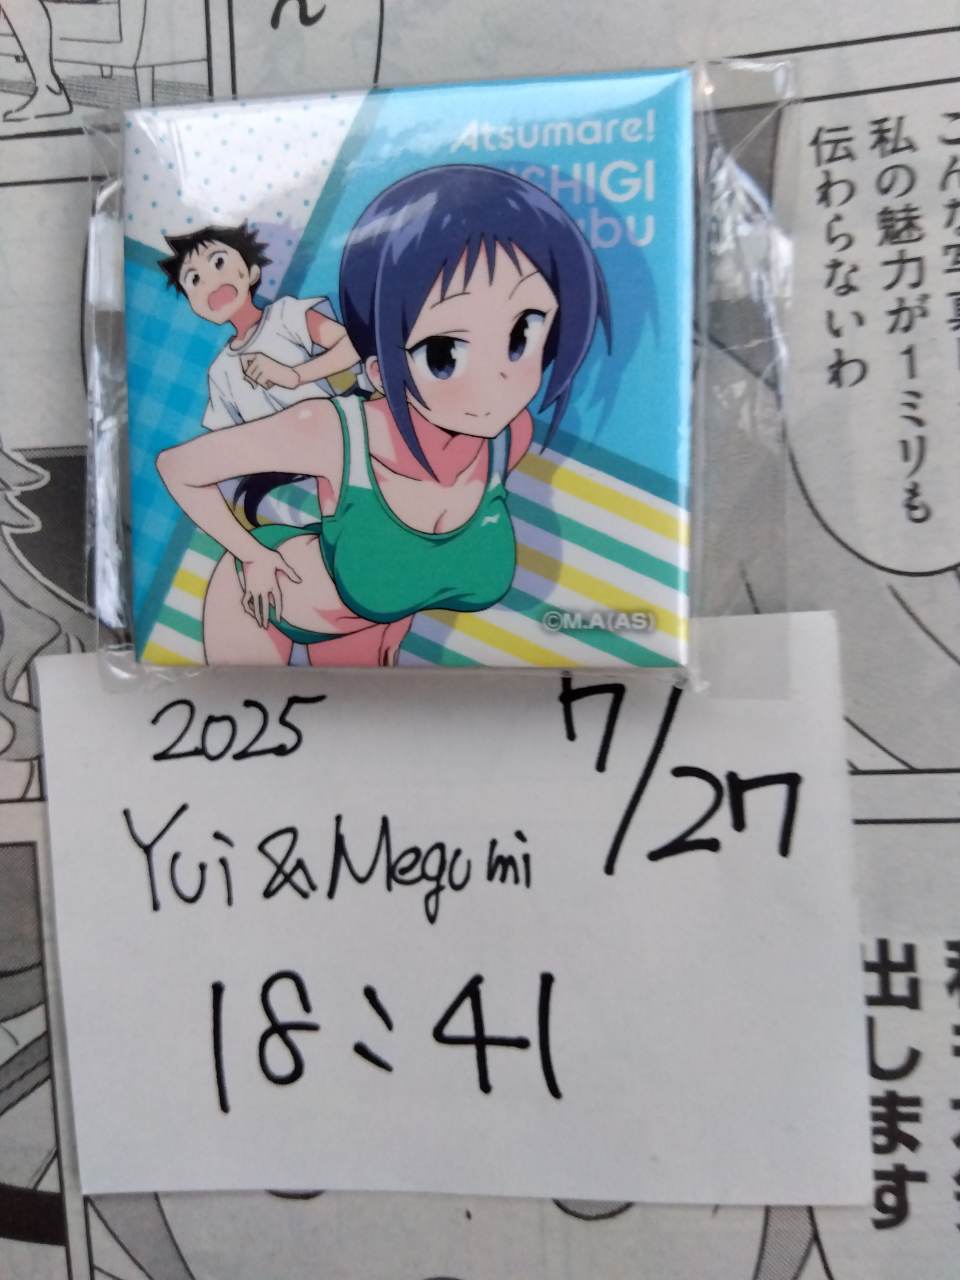 ん
Atsumare!
SHIGI
bu
©M.A(AS)
私の魅力が1ミリも
伝わらないわ
2025
7/27
Yui & Megumi
18:41
出します